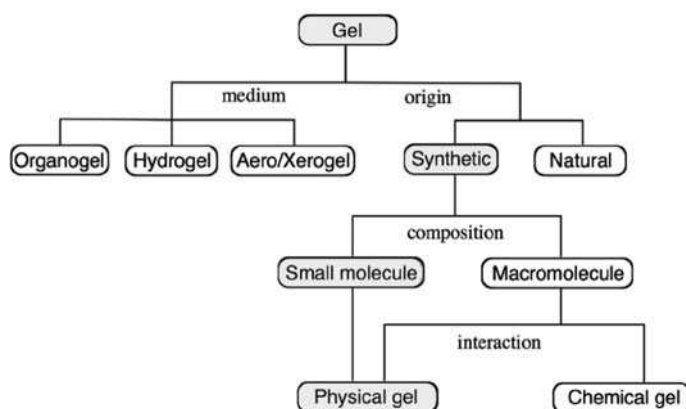 Gel
medium origin
Organogel Hydrogel Aero/Xerogel Synthetic Natural
composition
Small molecule Macromolecule
interaction
Physical gel Chemical gel